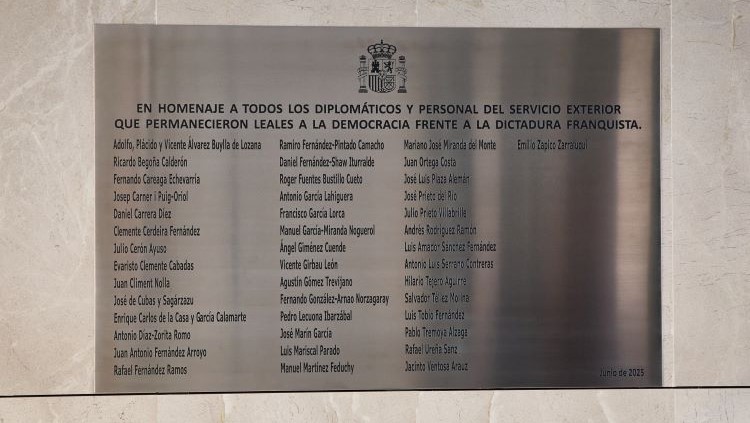 EN HOMENAJE A TODOS LOS DIPLOMÁTICOS Y PERSONAL DEL SERVICIO EXTERIOR
QUE PERMANECIERON LEALES A LA DEMOCRACIA FRENTE A LA DICTADURA FRANQUISTA.
Adolfo, Plácido y Vicente Álvarez Buylla de Lozana
Ricardo Begoña Calderón
Fernando Careaga Echevarría
Josep Carner i Puig-Oriol
Daniel Carrera Díez
Clemente Cerdeira Fernández
Julio Cerón Ayuso
Evaristo Clemente Cabadas
Juan Climent Nolla
José de Cubas y Sagárzazu
Enrique Carlos de la Casa y García Calamarte
Antonio Díaz-Zorita Romo
Juan Antonio Fernández Arroyo
Rafael Fernández Ramos
Ramiro Fernández-Pintado Camacho
Daniel Fernández-Shaw Iturralde
Roger Fuentes Bustillo Cueto
Antonio García Lahiguera
Francisco García Lorca
Manuel García-Miranda Noguerol
Ángel Giménez Cuende
Vicente Girbau León
Agustín Gómez Trevijano
Fernando González-Arnao Norzagaray
Pedro Lecuona Ibarzábal
José Marín García
Luis Mariscal Parado
Manuel Martínez Feduchy
Mariano José Miranda del Monte
Juan Ortega Costa
José Luis Plaza Alemán
José Prieto del Río
Julio Prieto Villabrille
Andrés Rodríguez Ramón
Luis Amador Sánchez Fernández
Antonio Luis Serrano Contreras
Hilario Tejero Aguirre
Salvador Téllez Molina
Luis Tobío Fernández
Pablo Tremoya Alzaga
Rafael Ureña Sanz
Jacinto Ventosa Arauz
Emilio Zapico Zarraluqui
Junio de 2025